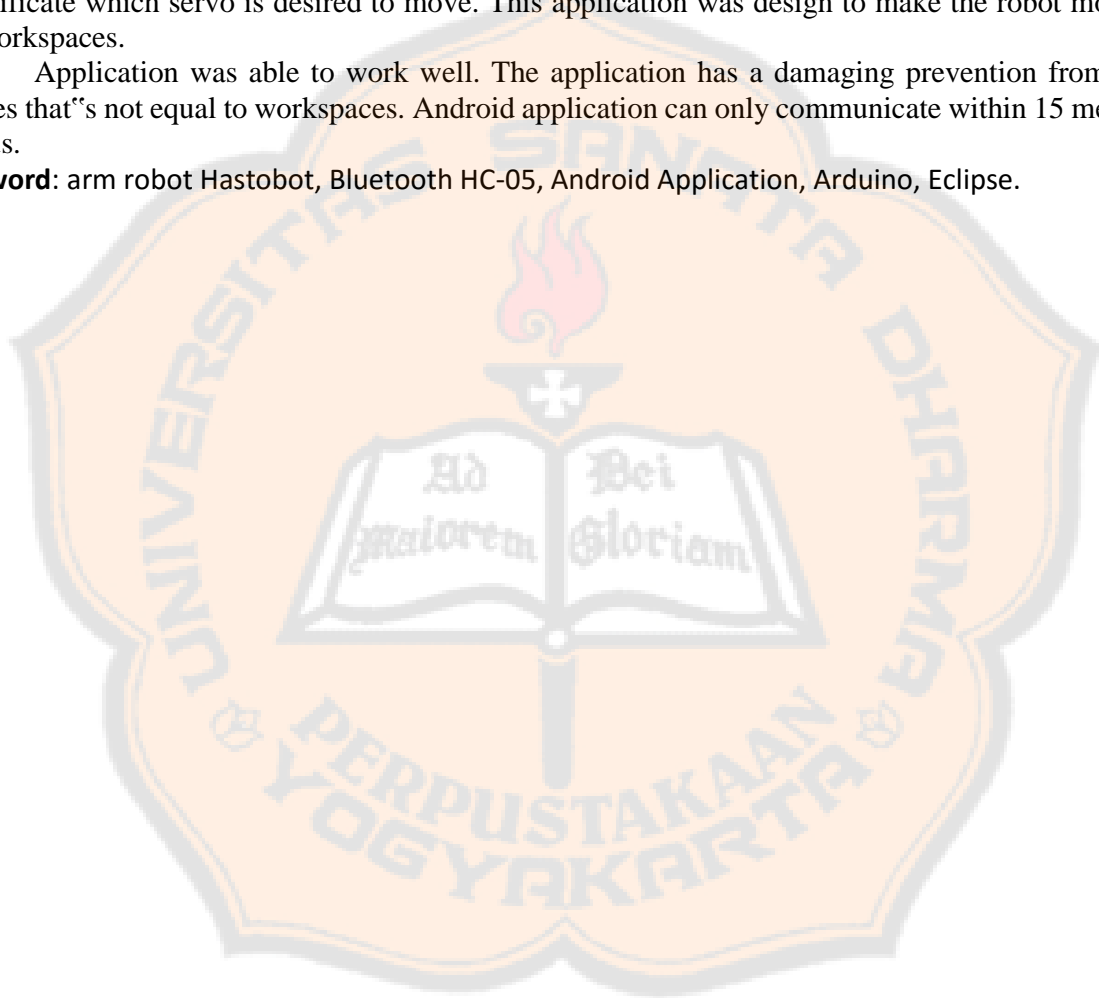 ificate which servo is desired to move. This application was design to make the robot mo
orkspaces.
Application was able to work well. The application has a damaging prevention from
es that‟s not equal to workspaces. Android application can only communicate within 15 me
s.
word: arm robot Hastobot, Bluetooth HC-05, Android Application, Arduino, Eclipse.
UNIVERSITAS SANATA DHARMA
Ad Maiorem
Dei Gloriam
PERPUSTAKAAN
YOGYAKARTA